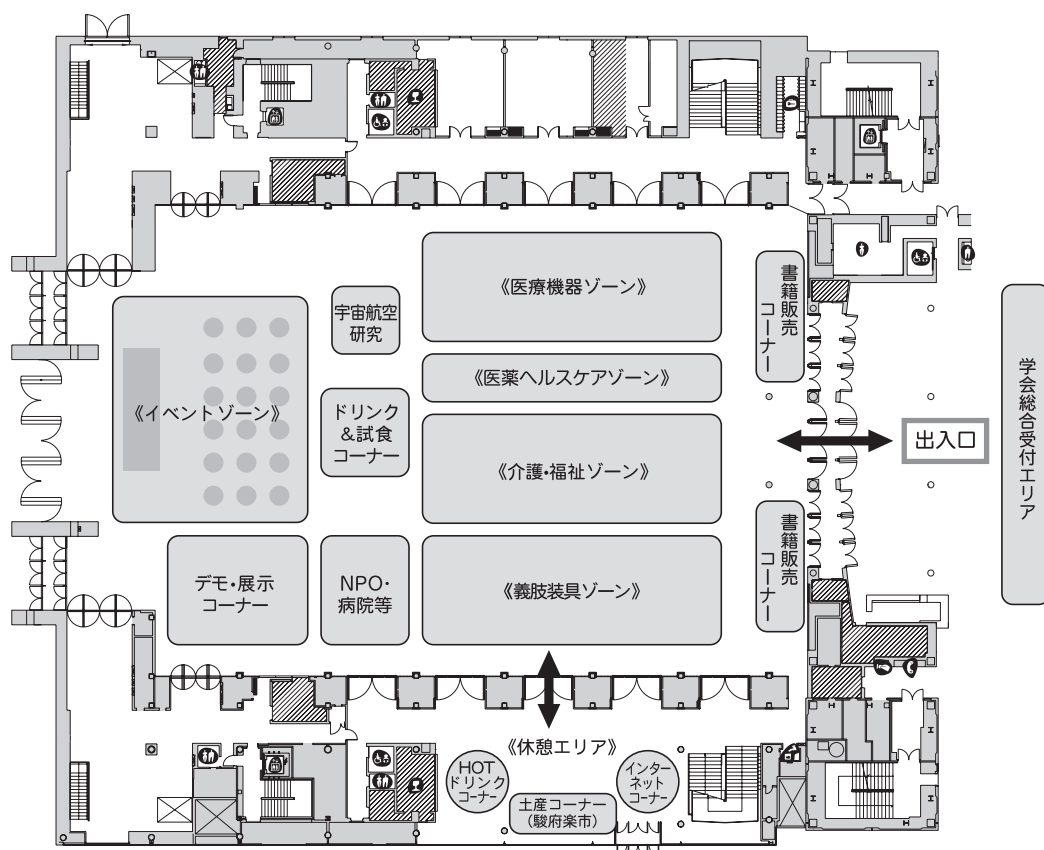 《医療機器ゾーン》
書籍販売
コーナー
宇宙航空
研究
《医薬ヘルスケアゾーン》
《イベントゾーン》
ドリンク
&試食
コーナー
《介護・福祉ゾーン》
出入口
学会総合受付エリア
書籍販売
コーナー
デモ・展示
コーナー
NPO・
病院等
《義肢装具ゾーン》
《休憩エリア》
HOT
ドリンク
コーナー
インター
ネット
コーナー
土産コーナー
（駿府楽市）